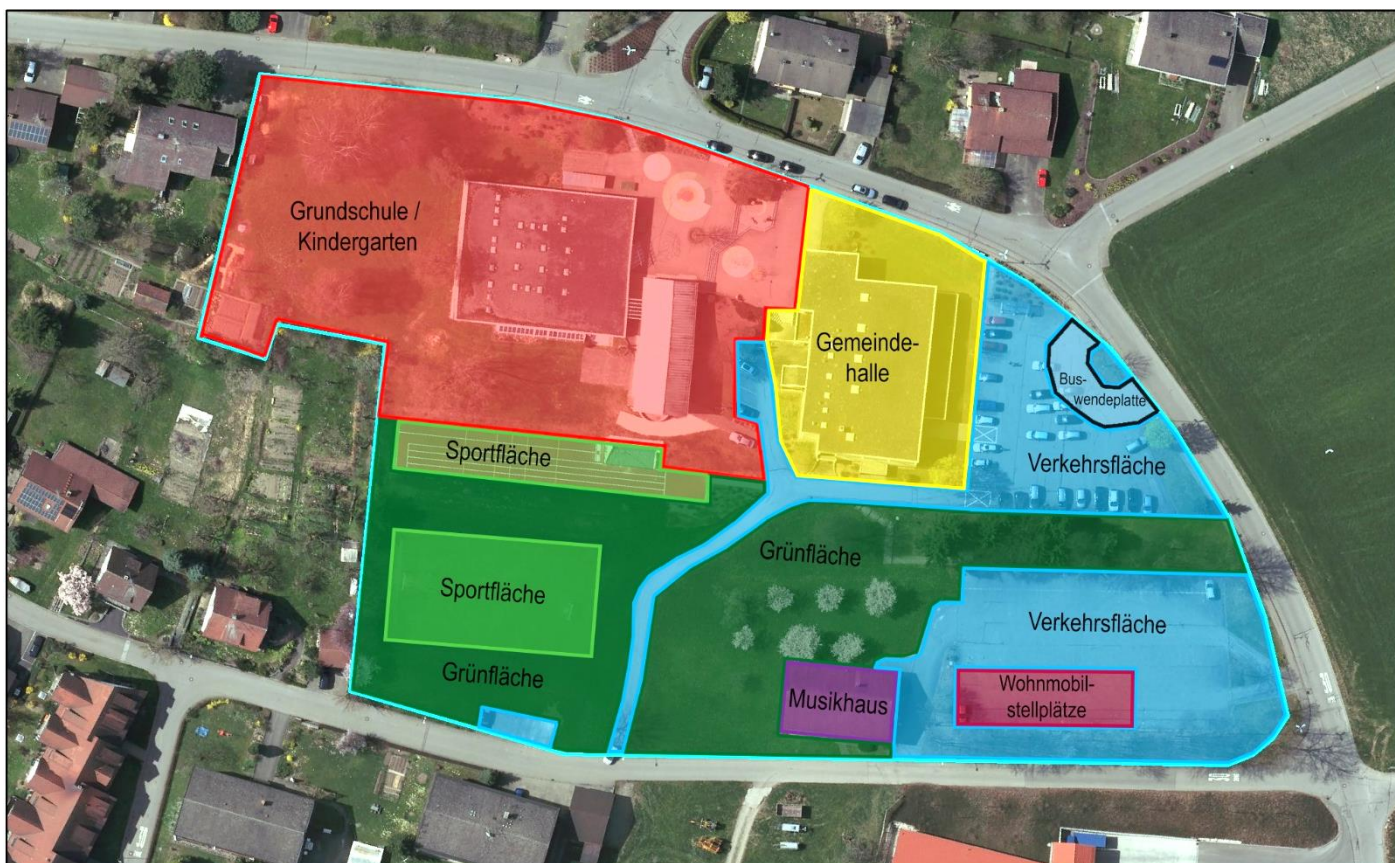 Grundschule /
Kindergarten
Gemeinde-
halle
Bus-
wendeplatte
Verkehrsfläche
Sportfläche
Grünfläche
Sportfläche
Verkehrsfläche
Grünfläche
Musikhaus
Wohnmobil-
stellplätze